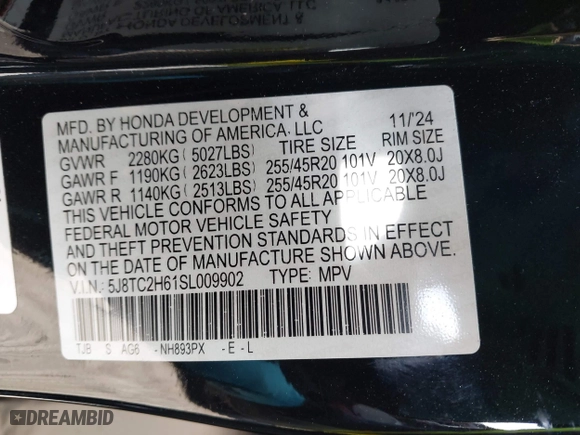 MFD. BY HONDA DEVELOPMENT &
MANUFACTURING OF AMERICA, LLC 11/'24
GVWR 2280KG (5027LBS) TIRE SIZE RIM SIZE
GAWR F 1190KG (2623LBS) 255/45R20 101V 20X8.0J
GAWR R 1140KG (2513LBS) 255/45R20 101V 20X8.0J
THIS VEHICLE CONFORMS TO ALL APPLICABLE
FEDERAL MOTOR VEHICLE SAFETY
AND THEFT PREVENTION STANDARDS IN EFFECT
ON THE DATE OF MANUFACTURE SHOWN ABOVE.
V.I.N.: 5J8TC2H61SL009902 TYPE: MPV
TJB S AG6 -NH893PX -E -L
DREAMBID